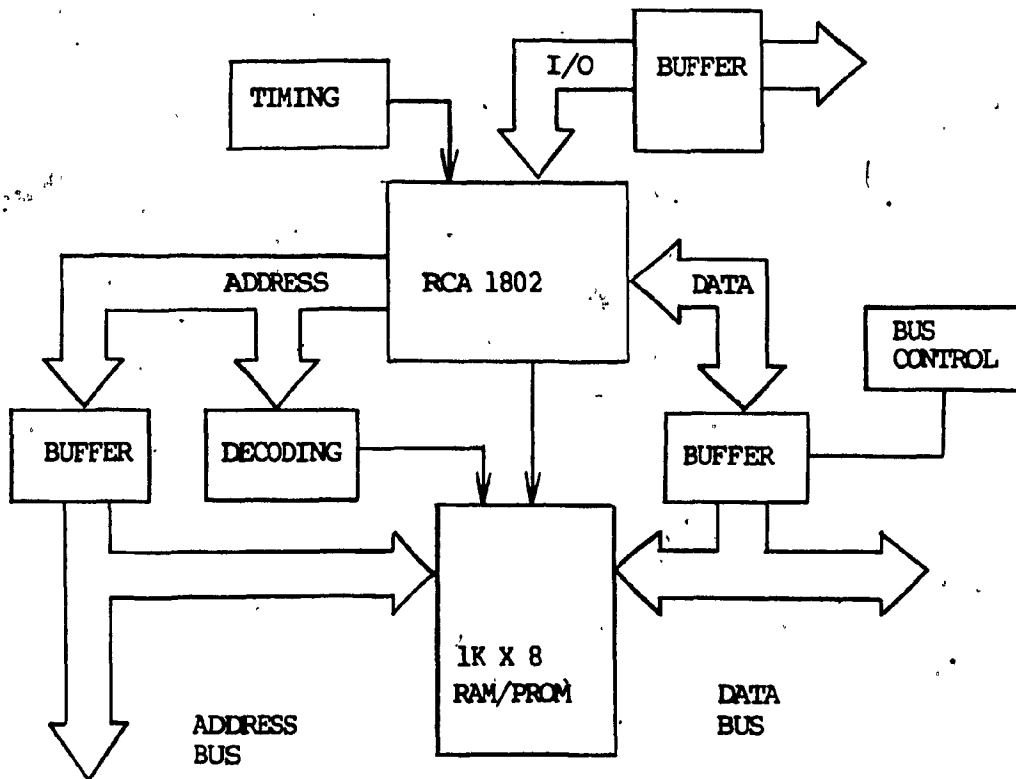 I/O
BUFFER
TIMING
ADDRESS
RCA 1802
DATA
BUS
CONTROL
BUFFER
DECODING
BUFFER
1K X 8
RAM/PROM
ADDRESS
BUS
DATA
BUS